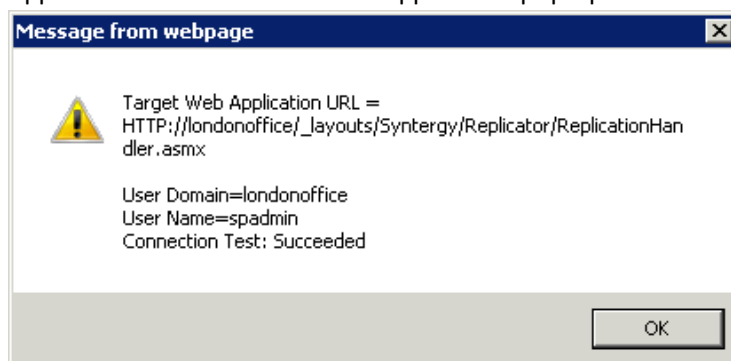 Message from webpage
Target Web Application URL =
HTTP://londonoffice/_layouts/Syntergy/Replicator/ReplicationHan
dler.asmx
User Domain=londonoffice
User Name=spadmin
Connection Test: Succeeded
OK